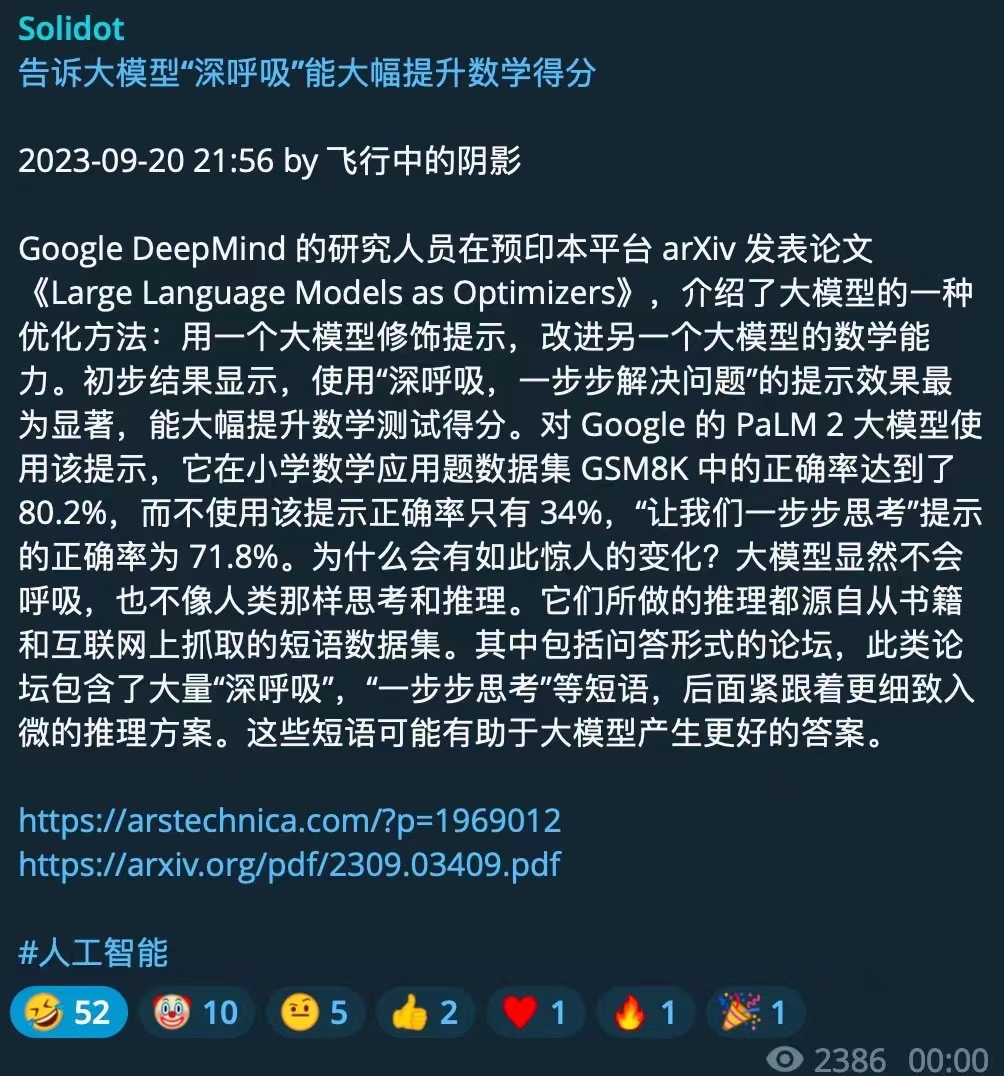 Solidot
告诉大模型“深呼吸”能大幅提升数学得分
2023-09-20 21:56 by 飞行中的阴影
Google DeepMind 的研究人员在预印本平台 arXiv 发表论文
《Large Language Models as Optimizers》，介绍了大模型的一种
优化方法：用一个大模型修饰提示，改进另一个大模型的数学能
力。初步结果显示，使用“深呼吸，一步步解决问题”的提示效果最
为显著，能大幅提升数学测试得分。对 Google 的 PaLM 2 大模型使
用该提示，它在小学数学应用题数据集 GSM8K 中的正确率达到了
80.2%，而不使用该提示正确率只有 34%，“让我们一步步思考”提示
的正确率为 71.8%。为什么会有如此惊人的变化？大模型显然不会
呼吸，也不像人类那样思考和推理。它们所做的推理都源自从书籍
和互联网上抓取的短语数据集。其中包括问答形式的论坛，此类论
坛包含了大量“深呼吸”，“一步步思考”等短语，后面紧跟着更细致入
微的推理方案。这些短语可能有助于大模型产生更好的答案。
https://arstechnica.com/?p=1969012
https://arxiv.org/pdf/2309.03409.pdf
#人工智能
🤣 52 🤡 10 🤨 5 👍 2 ❤️ 1 🔥 1 🎉 1
2386 00:00